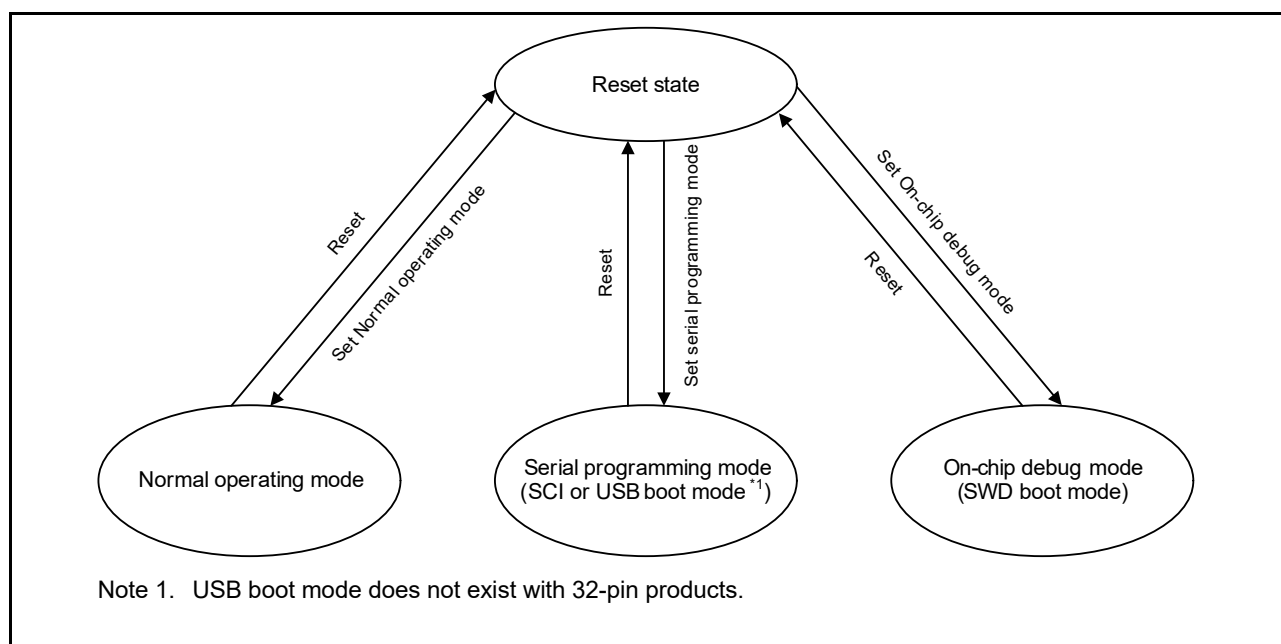 Reset state
Reset
Set Normal operating mode
Reset
Set serial programming mode
Set On-chip debug mode
Reset
Normal operating mode
Serial programming mode
(SCI or USB boot mode *1)
On-chip debug mode
(SWD boot mode)
Note 1. USB boot mode does not exist with 32-pin products.